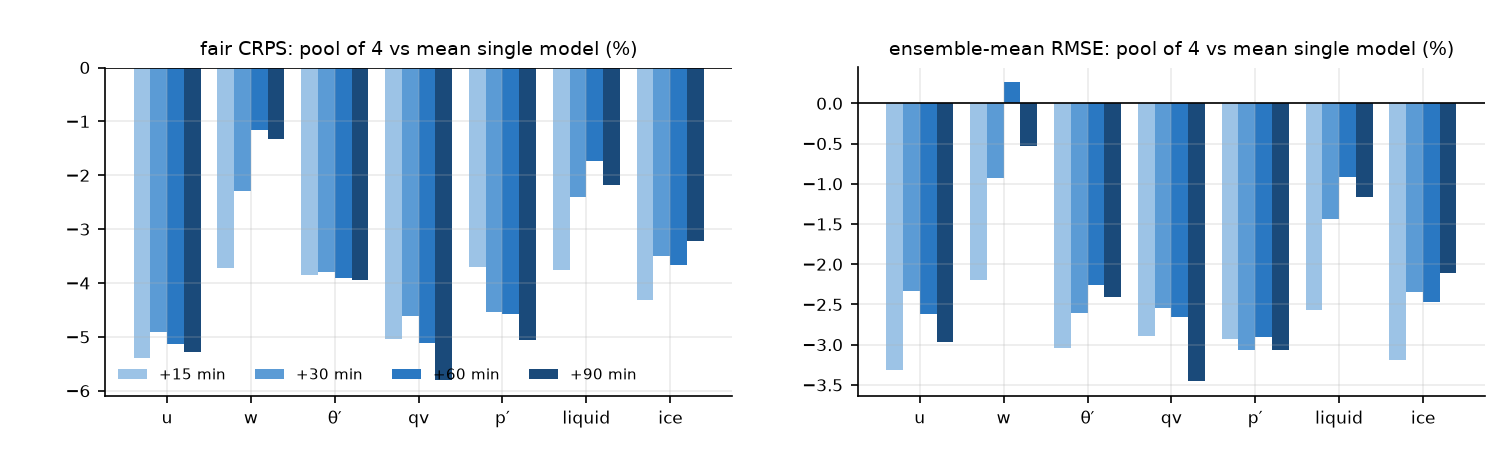 fair CRPS: pool of 4 vs mean single model (%)
0
−1
−2
−3
−4
−5
−6
+15 min
+30 min
+60 min
+90 min
u
w
θ′
qv
p′
liquid
ice
ensemble-mean RMSE: pool of 4 vs mean single model (%)
0.0
−0.5
−1.0
−1.5
−2.0
−2.5
−3.0
−3.5
u
w
θ′
qv
p′
liquid
ice